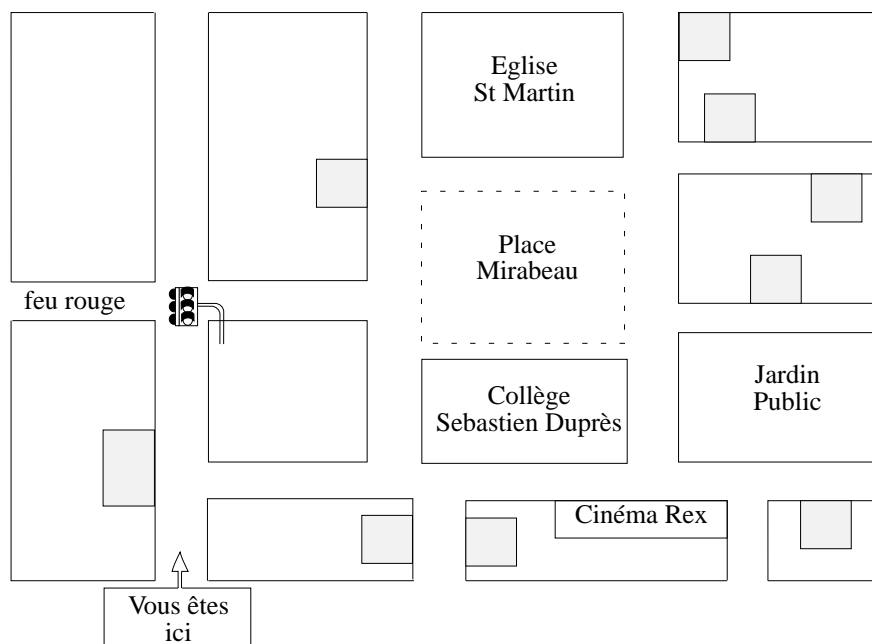 Eglise
St Martin
Place
Mirabeau
feu rouge
Collège
Sebastien Duprès
Jardin
Public
Cinéma Rex
Vous êtes
ici